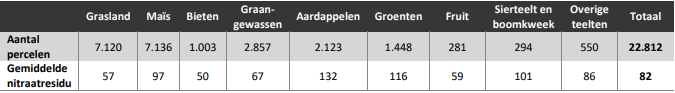 Grasland Maïs Bieten Graan-gewassen Aardappelen Groenten Fruit Sierteelt en boomkweek Overige teelten Totaal
Aantal percelen 7.120 7.136 1.003 2.857 2.123 1.448 281 294 550 22.812
Gemiddelde nitraatresidu 57 97 50 67 132 116 59 101 86 82